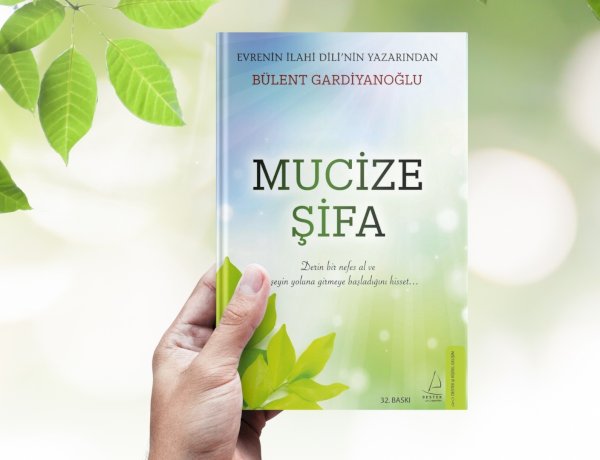 EVRENİN İLAHİ DİLİ'NİN YAZARINDAN
BÜLENT GARDİYANOĞLU
MUCİZE
ŞİFA
Derin bir nefes al ve
şeyin yoluna girmeye başladığını hisset...
32. BASKI
DESTEK